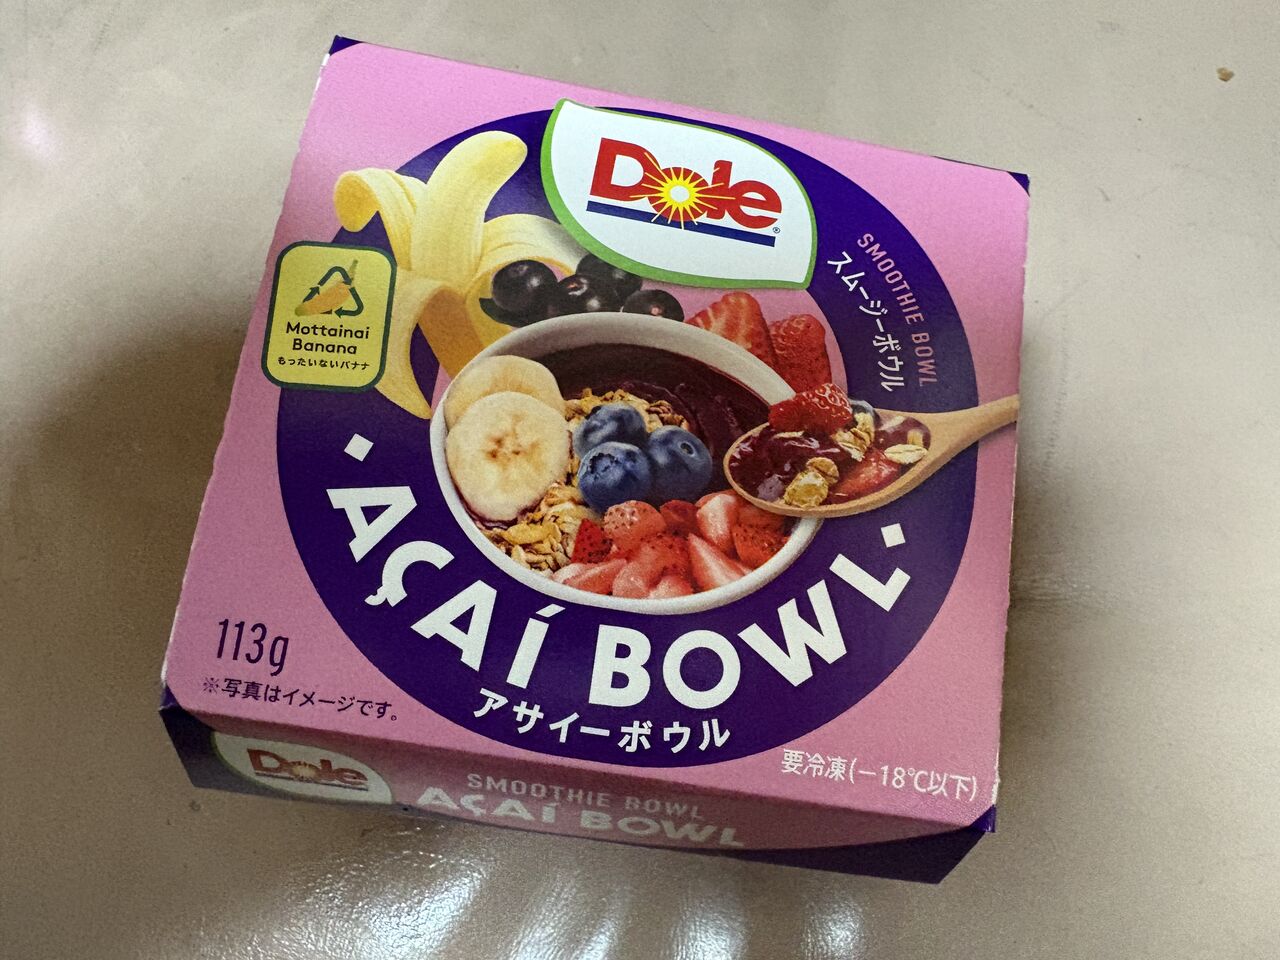 Dole
SMOOTHIE BOWL
スムージーボウル
Mottainai
Banana
もったいないバナナ
AÇAÍ BOWL
アサイーボウル
113g
※写真はイメージです。
要冷凍(－18℃以下)
Dole
SMOOTHIE BOWL
AÇAÍ BOWL